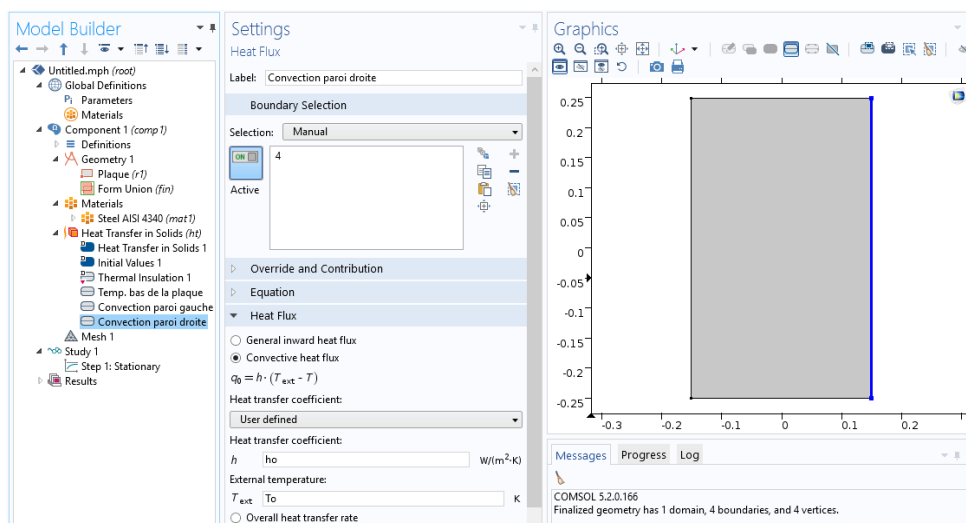 Model Builder
Untitled.mph (root)
Global Definitions
Pi Parameters
Materials
Component 1 (comp1)
Definitions
Geometry 1
Plaque (r1)
Form Union (fin)
Materials
Steel AISI 4340 (mat1)
Heat Transfer in Solids (ht)
Heat Transfer in Solids 1
Initial Values 1
Thermal Insulation 1
Temp. bas de la plaque
Convection paroi gauche
Convection paroi droite
Mesh 1
Study 1
Step 1: Stationary
Results
Settings
Heat Flux
Label: Convection paroi droite
Boundary Selection
Selection: Manual
ON
4
Active
Override and Contribution
Equation
Heat Flux
General inward heat flux
Convective heat flux
q0 = h · (Text - T)
Heat transfer coefficient:
User defined
Heat transfer coefficient:
h ho W/(m²·K)
External temperature:
Text To K
Overall heat transfer rate
Graphics
0.25
0.2
0.15
0.1
0.05
0
-0.05
-0.1
-0.15
-0.2
-0.25
-0.3 -0.2 -0.1 0 0.1 0.2
Messages Progress Log
COMSOL 5.2.0.166
Finalized geometry has 1 domain, 4 boundaries, and 4 vertices.